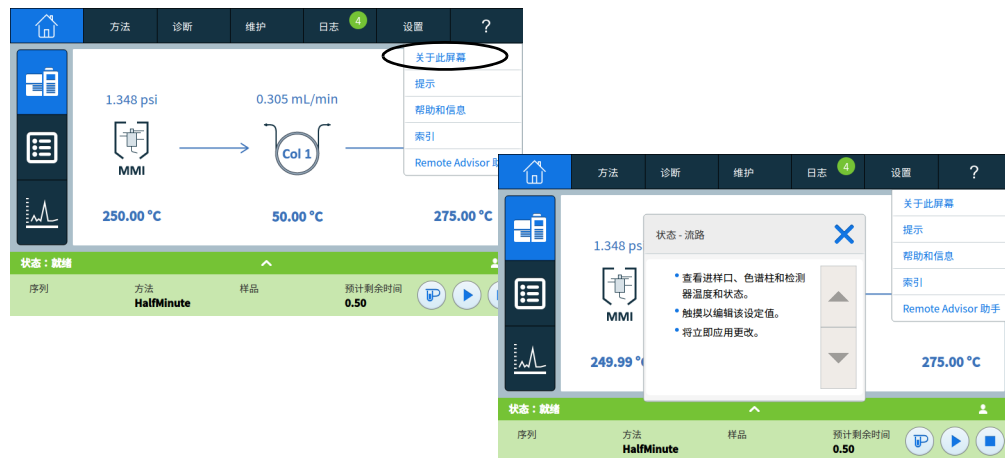 方法 诊断 维护 日志 4 设置 ?
关于此屏幕
提示
帮助和信息
索引
Remote Advisor
1.348 psi 0.305 mL/min
MMI
Col 1
250.00 °C 50.00 °C 275.00 °C
状态：就绪
序列 方法 样品 预计剩余时间
HalfMinute 0.50
方法 诊断 维护 日志 4 设置 ?
关于此屏幕
提示
帮助和信息
索引
Remote Advisor 助手
状态 - 流路
• 查看进样口、色谱柱和检测
器温度和状态。
• 触摸以编辑该设定值。
• 将立即应用更改。
1.348 ps
MMI
249.99 °
275.00 °C
状态：就绪
序列 方法 样品 预计剩余时间
HalfMinute 0.50